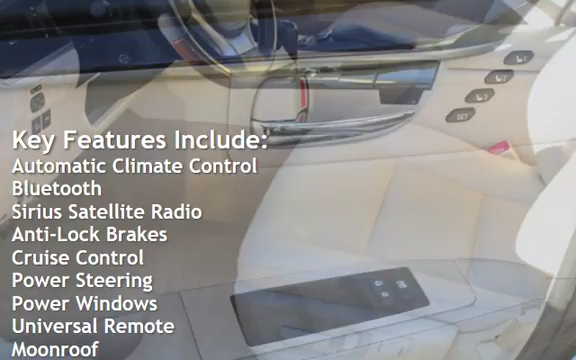 Key Features Include:
Automatic Climate Control
Bluetooth
Sirius Satellite Radio
Anti-Lock Brakes
Cruise Control
Power Steering
Power Windows
Universal Remote
Moonroof
SET